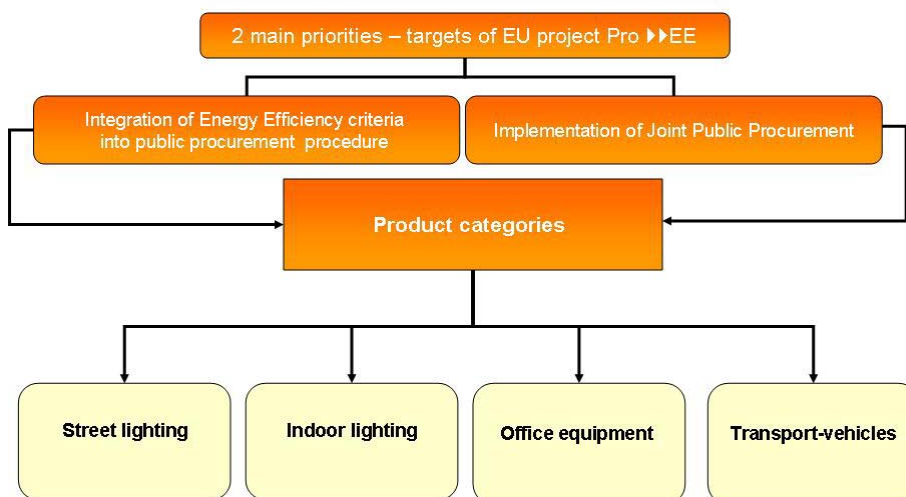 2 main priorities – targets of EU project Pro ►►EE
Integration of Energy Efficiency criteria
into public procurement procedure
Implementation of Joint Public Procurement
Product categories
Street lighting
Indoor lighting
Office equipment
Transport-vehicles